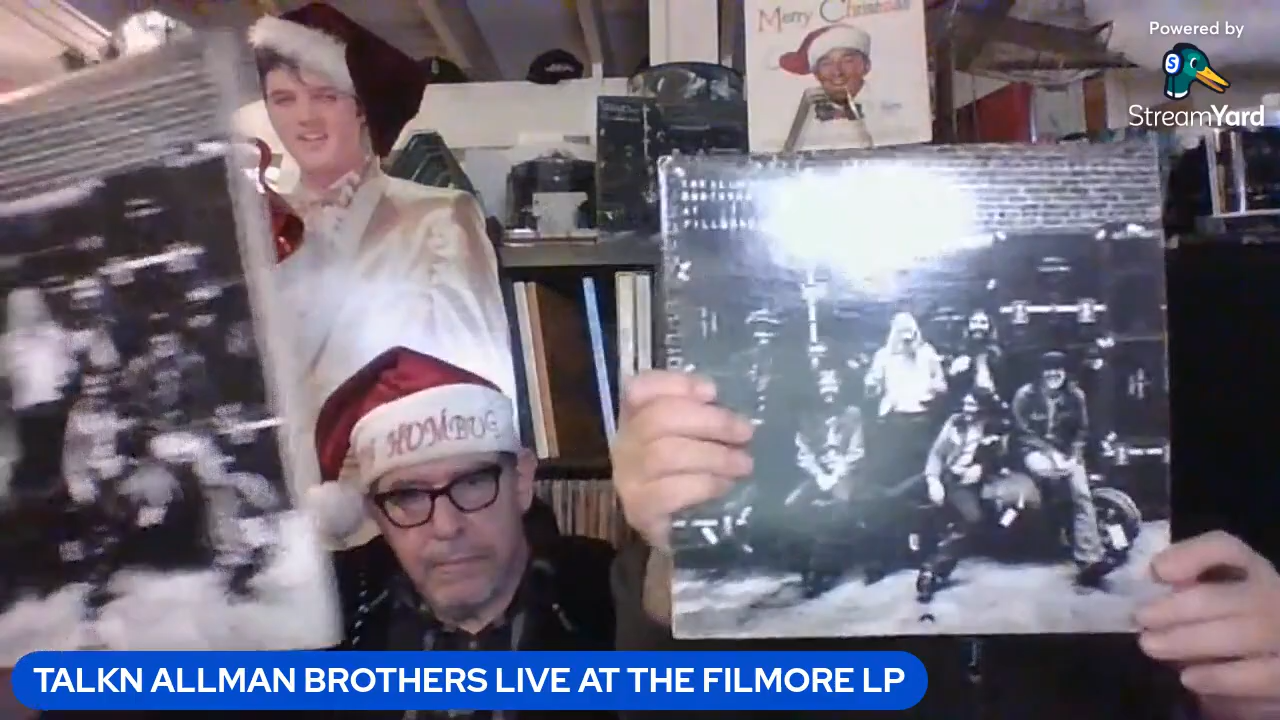 Merry Christmas
Powered by
StreamYard
HUMBUG
TALKN ALLMAN BROTHERS LIVE AT THE FILMORE LP